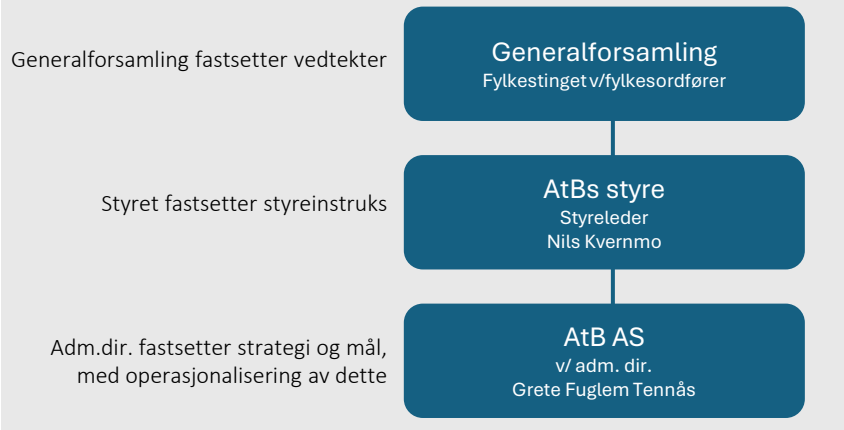 Generalforsamling fastsetter vedtekter
Generalforsamling
Fylkestinget v/fylkesordfører
Styret fastsetter styreinstruks
AtBs styre
Styreleder
Nils Kvernmo
Adm.dir. fastsetter strategi og mål,
med operasjonalisering av dette
AtB AS
v/ adm. dir.
Grete Fuglem Tennås